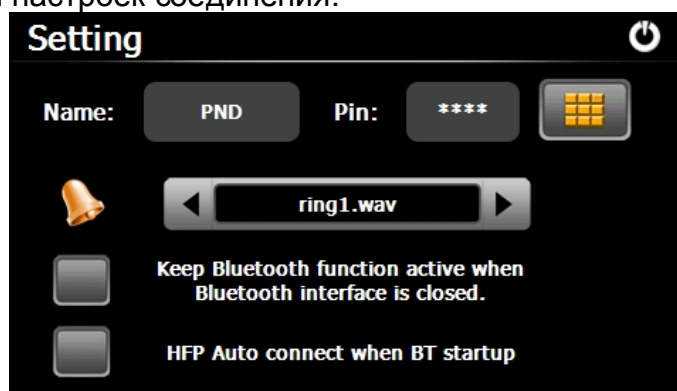 настроек соединения.
Setting
Name: PND Pin: ****
ring1.wav
Keep Bluetooth function active when
Bluetooth interface is closed.
HFP Auto connect when BT startup